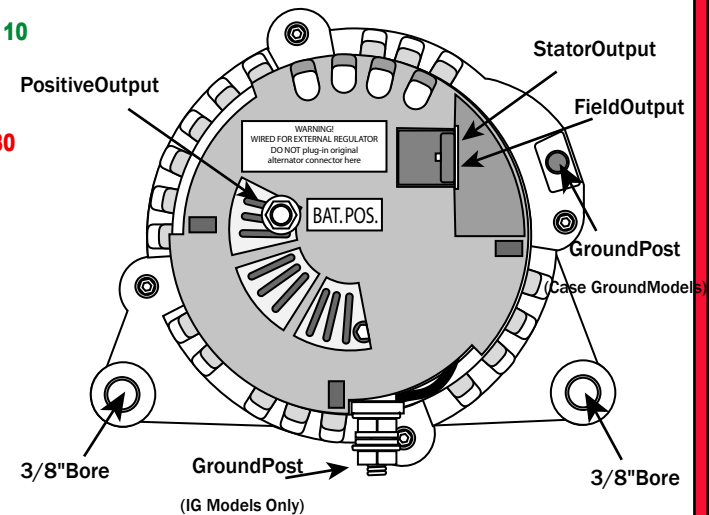 10
StatorOutput
PositiveOutput
FieldOutput
WARNING!
WIRED FOR EXTERNAL REGULATOR
DO NOT plug-in original
alternator connector here
BAT. POS.
GroundPost
(Case GroundModels)
3/8"Bore
GroundPost
(IG Models Only)
3/8"Bore